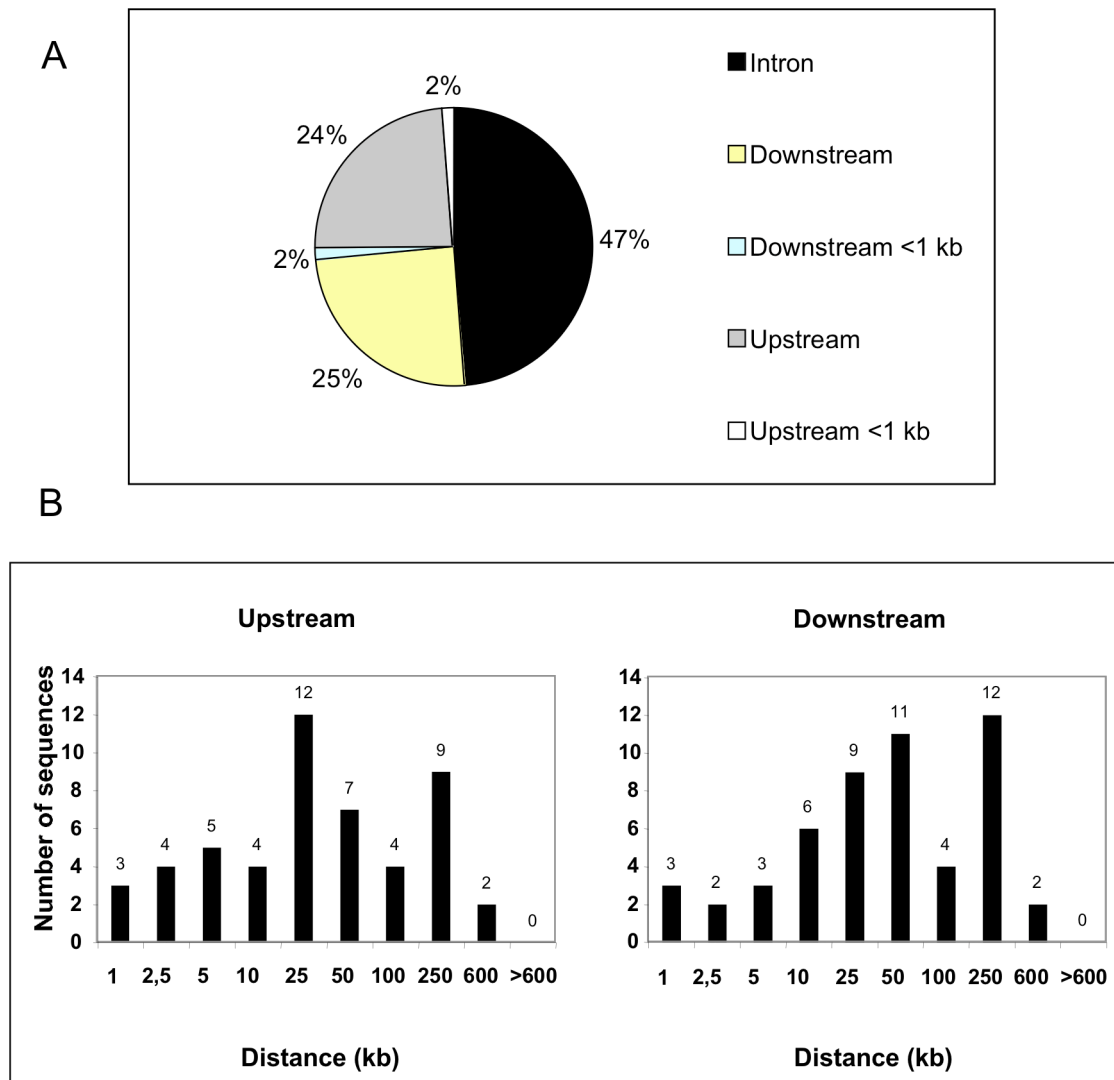 A
2%
24%
47%
2%
25%
Intron
Downstream
Downstream <1 kb
Upstream
Upstream <1 kb
B
Upstream
Number of sequences
14
12
10
8
6
4
2
0
3
4
5
4
12
7
4
9
2
0
1 2,5 5 10 25 50 100 250 600 >600
Distance (kb)
Downstream
14
12
10
8
6
4
2
0
3
2
3
6
9
11
4
12
2
0
1 2,5 5 10 25 50 100 250 600 >600
Distance (kb)